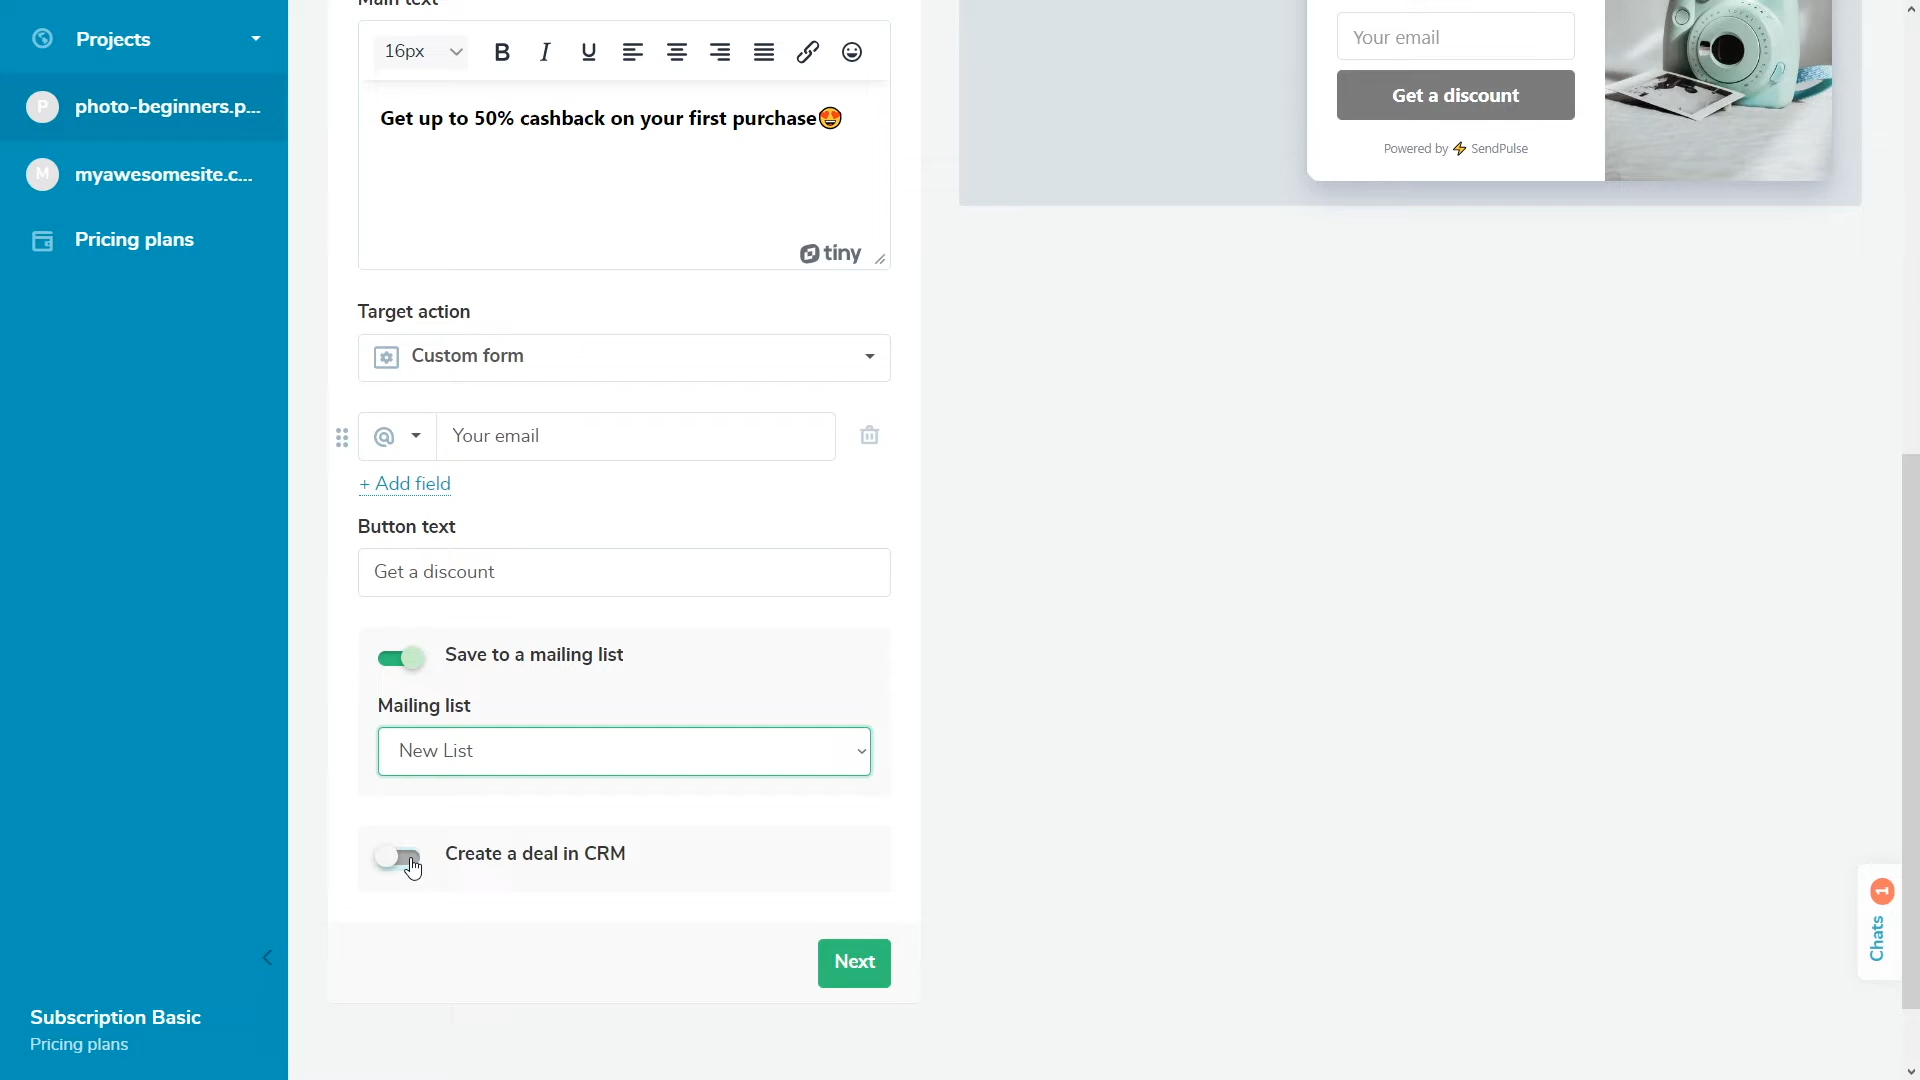 Projects
P
photo-beginners.p...
M
myawesomesite.c...
Pricing plans
Subscription Basic
Pricing plans
Main text
16px
B
I
U
Get up to 50% cashback on your first purchase😍
tiny
Target action
Custom form
Your email
+ Add field
Button text
Get a discount
Save to a mailing list
Mailing list
New List
Create a deal in CRM
Next
Your email
Get a discount
Powered by ⚡ SendPulse
Chats 1